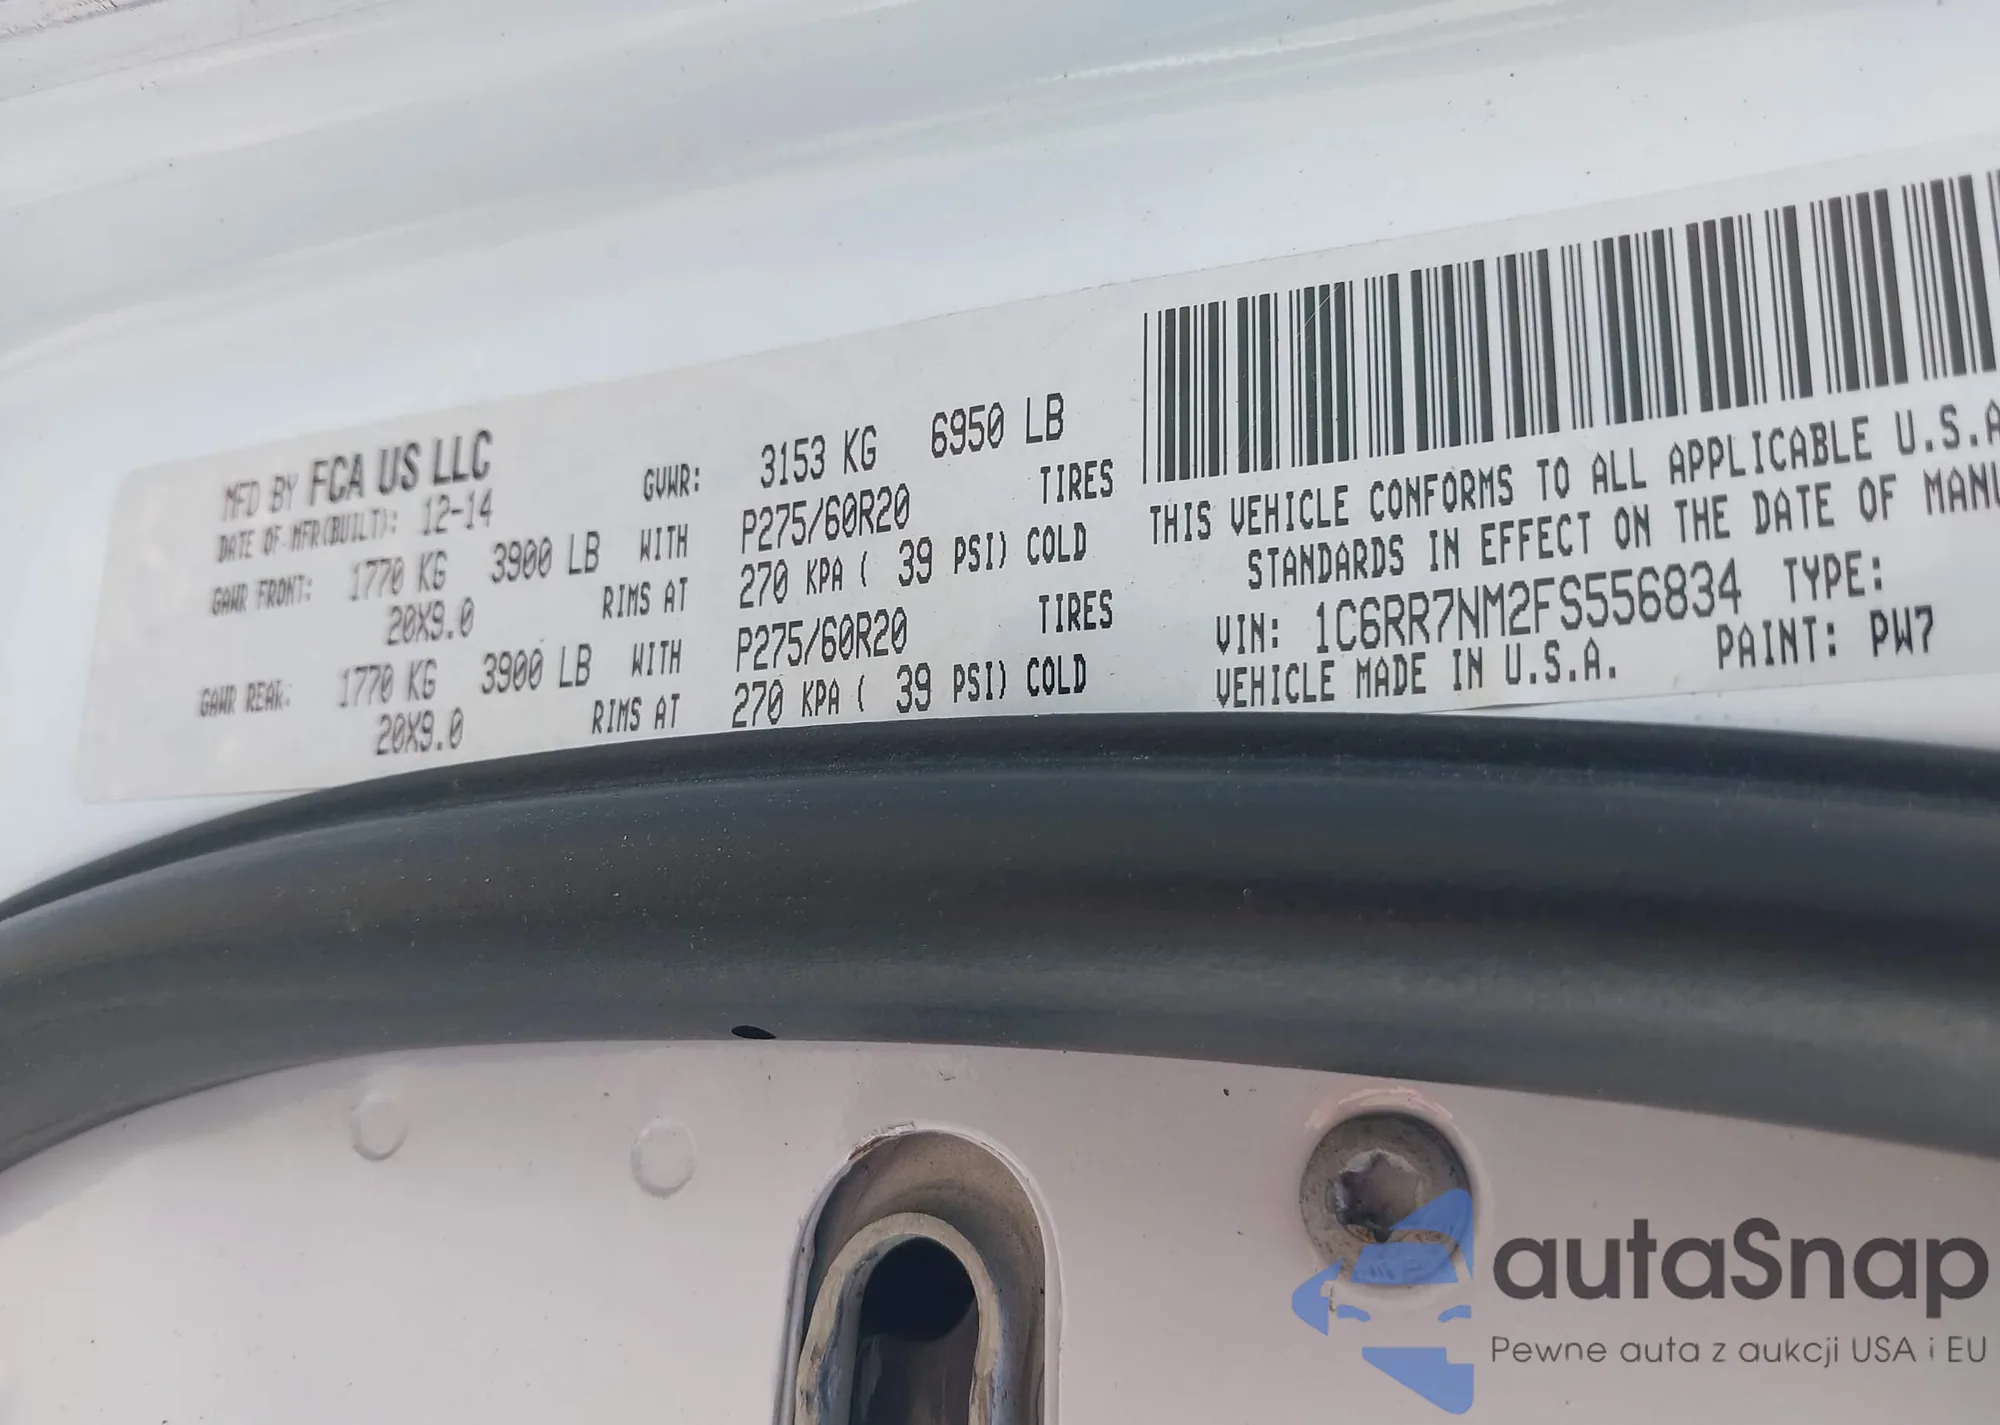 MFD BY FCA US LLC
DATE OF MFR(BUILT): 12-14
GVWR: 3153 KG 6950 LB
GAWR FRONT: 1770 KG 3900 LB WITH P275/60R20 TIRES
20X9.0 RIMS AT 270 KPA ( 39 PSI) COLD
GAWR REAR: 1770 KG 3900 LB WITH P275/60R20 TIRES
20X9.0 RIMS AT 270 KPA ( 39 PSI) COLD
THIS VEHICLE CONFORMS TO ALL APPLICABLE U.S.A
STANDARDS IN EFFECT ON THE DATE OF MANU
VIN: 1C6RR7NM2FS556834 TYPE:
VEHICLE MADE IN U.S.A. PAINT: PW7
autaSnap
Pewne auta z aukcji USA i EU